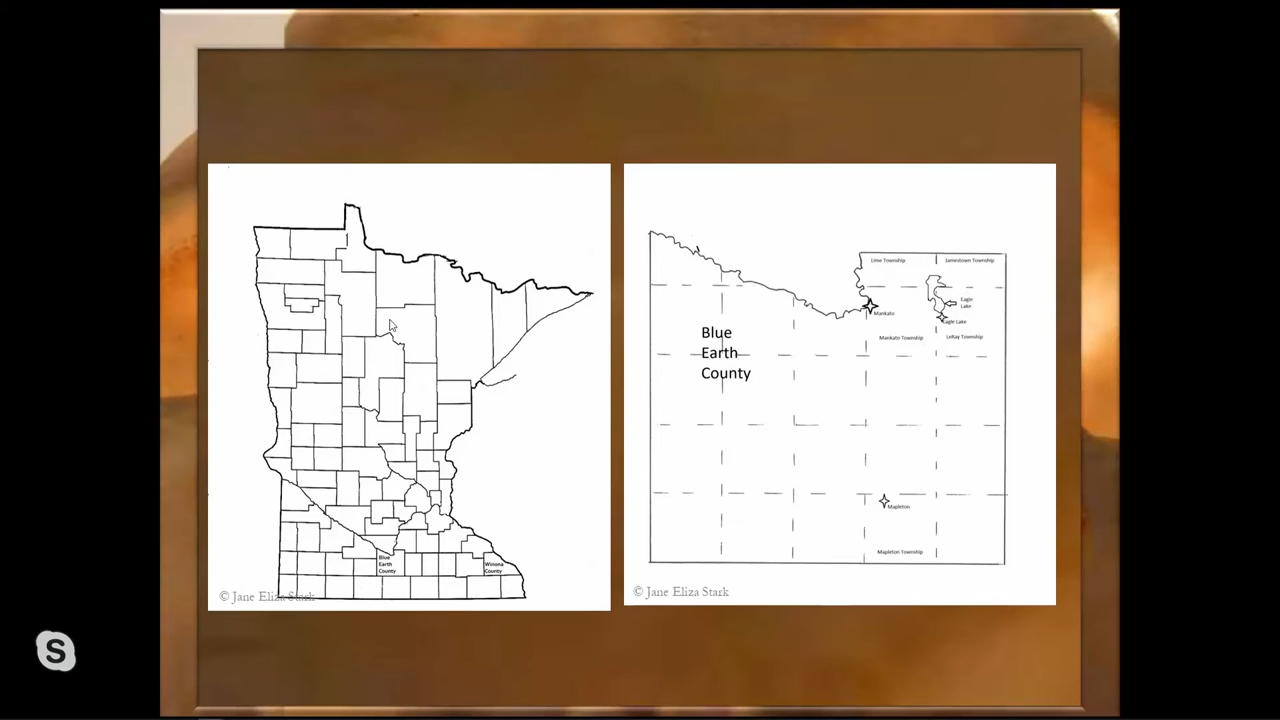 Blue
Earth
County
Winona
County
© Jane Eliza Stark
Lime Township
Jamestown Township
Eagle
Lake
Mankato
Eagle Lake
Mankato Township
LeRay Township
Blue
Earth
County
Mapleton
Mapleton Township
© Jane Eliza Stark
S